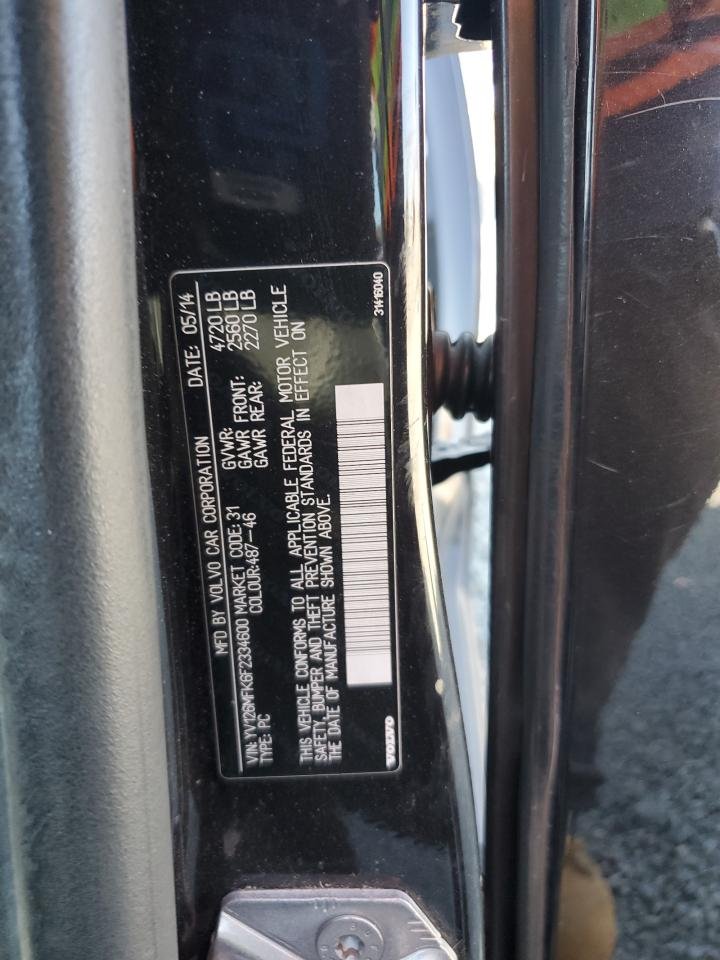 MFD BY VOLVO CAR CORPORATION DATE: 05/14
VIN: YV126MFK6F2334600 MARKET CODE: 31 GVWR: 4720 LB
TYPE: PC COLOUR:487-46 GAWR FRONT: 2560 LB
GAWR REAR: 2270 LB
THIS VEHICLE CONFORMS TO ALL APPLICABLE FEDERAL MOTOR VEHICLE
SAFETY, BUMPER AND THEFT PREVENTION STANDARDS IN EFFECT ON
THE DATE OF MANUFACTURE SHOWN ABOVE.
VOLVO 31416040